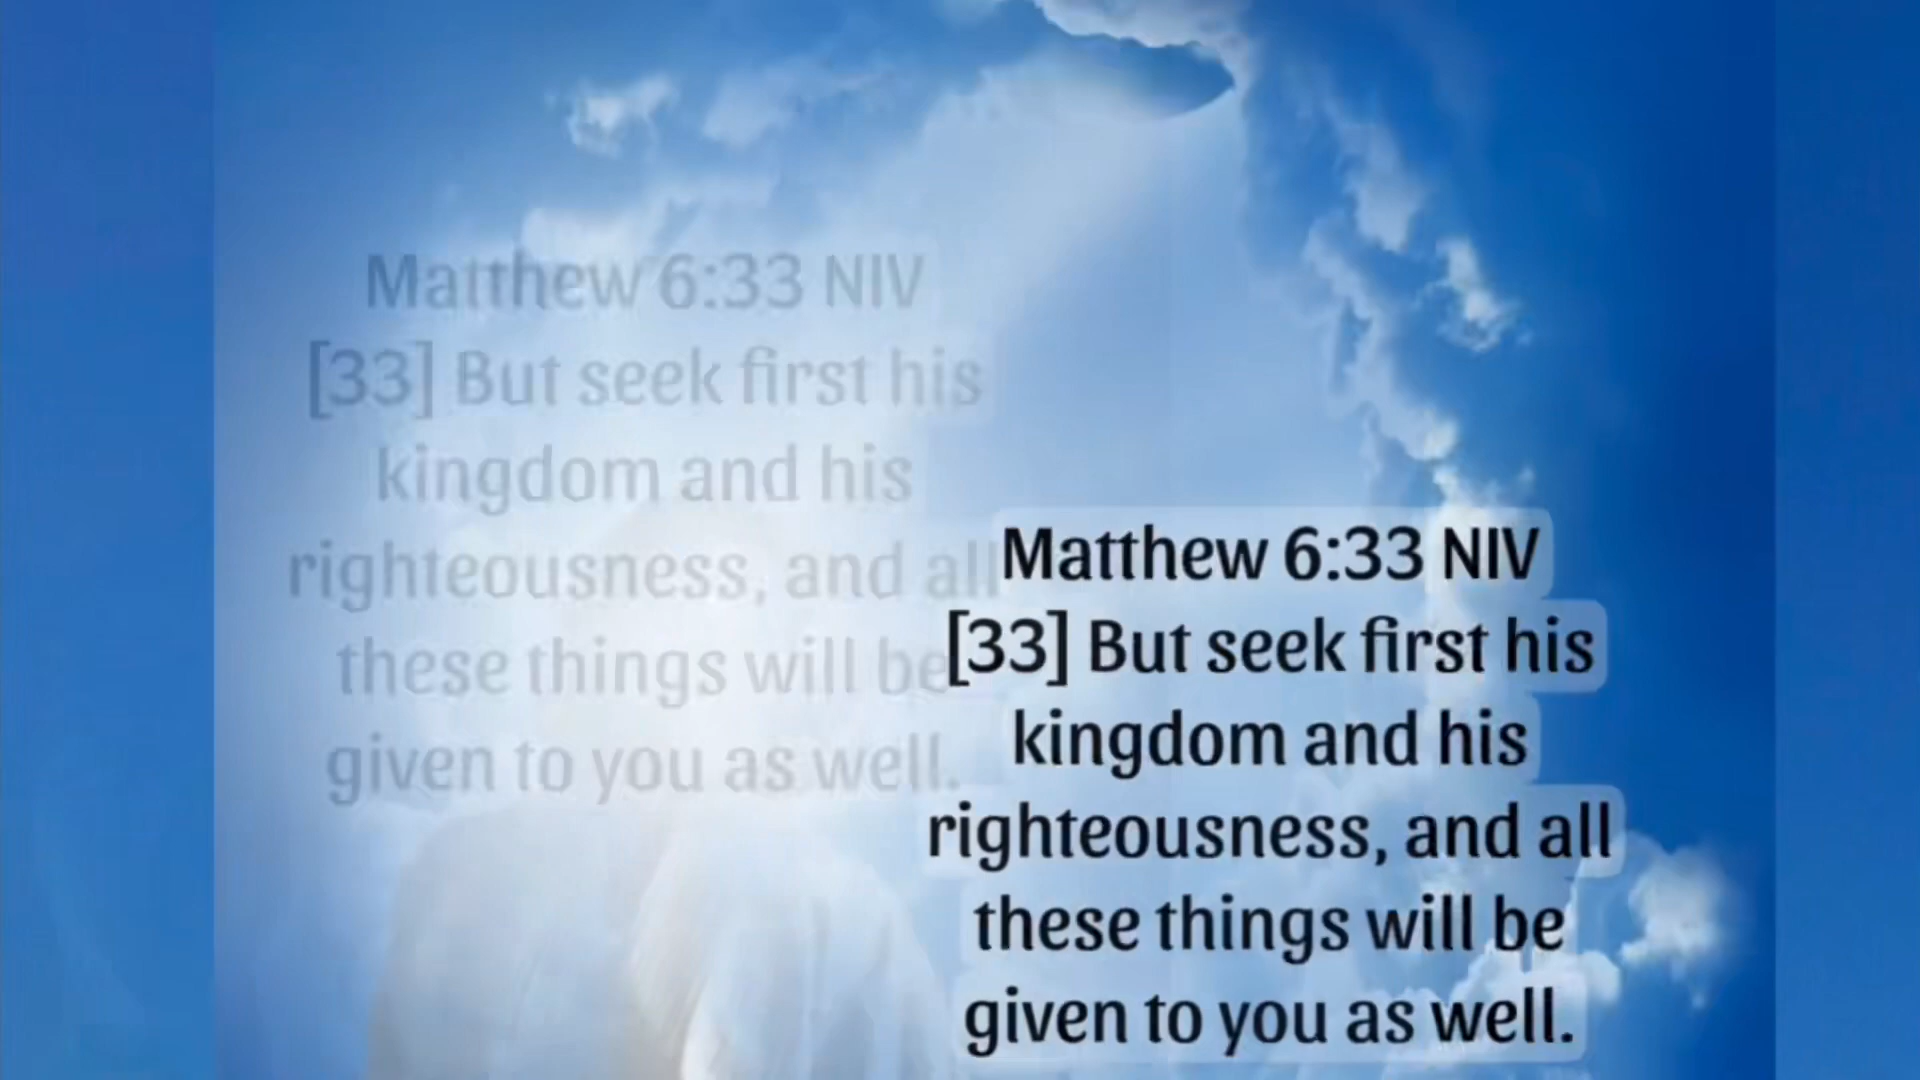 Matthew 6:33 NIV
[33] But seek first his
kingdom and his
righteousness, and all
these things will be
given to you as well.
Matthew 6:33 NIV
[33] But seek first his
kingdom and his
righteousness, and all
these things will be
given to you as well.